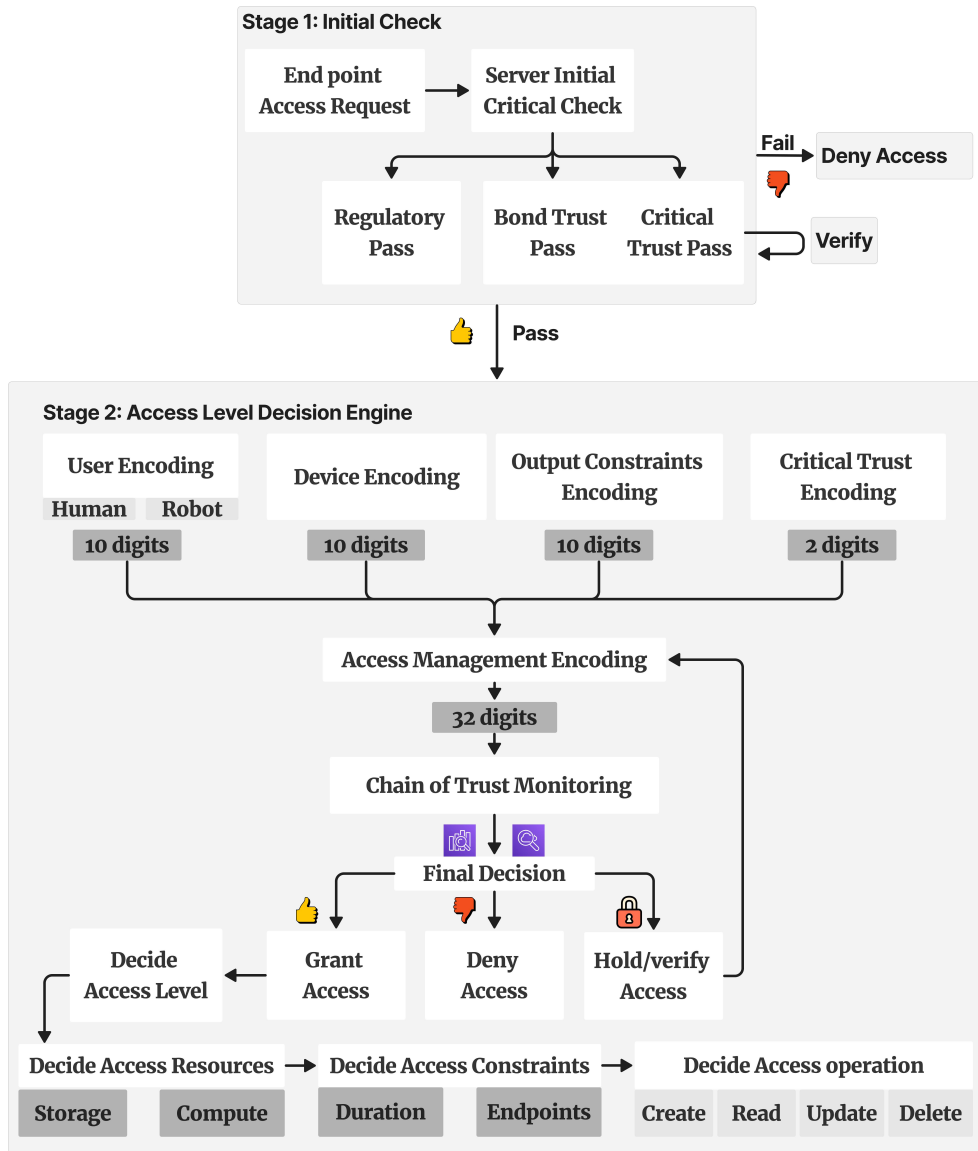 Stage 1: Initial Check
End point
Access Request
Server Initial
Critical Check
Fail
Deny Access
Regulatory
Pass
Bond Trust
Pass
Critical
Trust Pass
Verify
Pass
Stage 2: Access Level Decision Engine
User Encoding
Human
Robot
Device Encoding
Output Constraints
Encoding
Critical Trust
Encoding
10 digits
10 digits
10 digits
2 digits
Access Management Encoding
32 digits
Chain of Trust Monitoring
Final Decision
Decide
Access Level
Grant
Access
Deny
Access
Hold/verify
Access
Decide Access Resources
Decide Access Constraints
Decide Access operation
Storage
Compute
Duration
Endpoints
Create
Read
Update
Delete